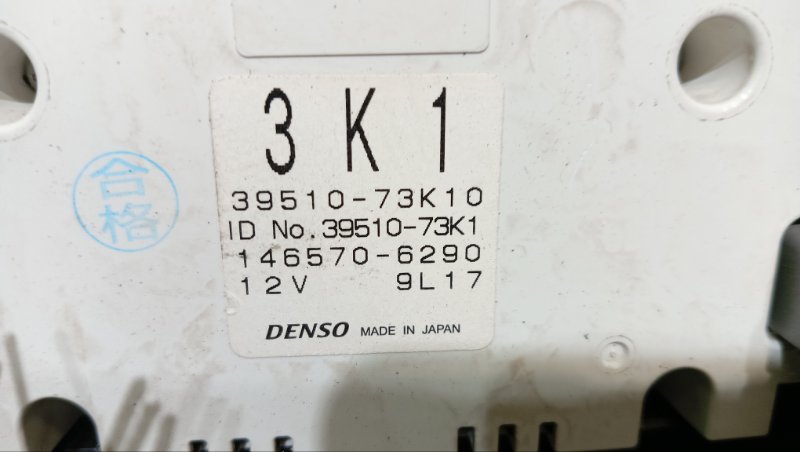 3 K 1
39510-73K10
合格
ID No.39510-73K1
146570-6290
12V 9L17
DENSO MADE IN JAPAN